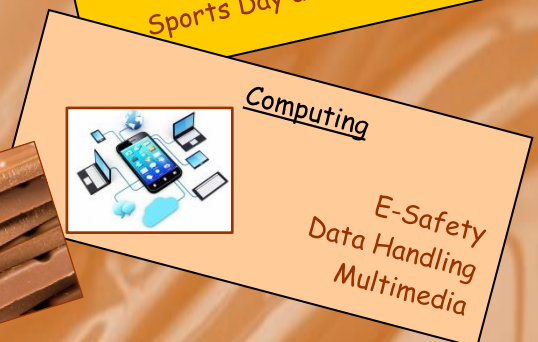 Sports Day
Computing
E-Safety
Data Handling
Multimedia